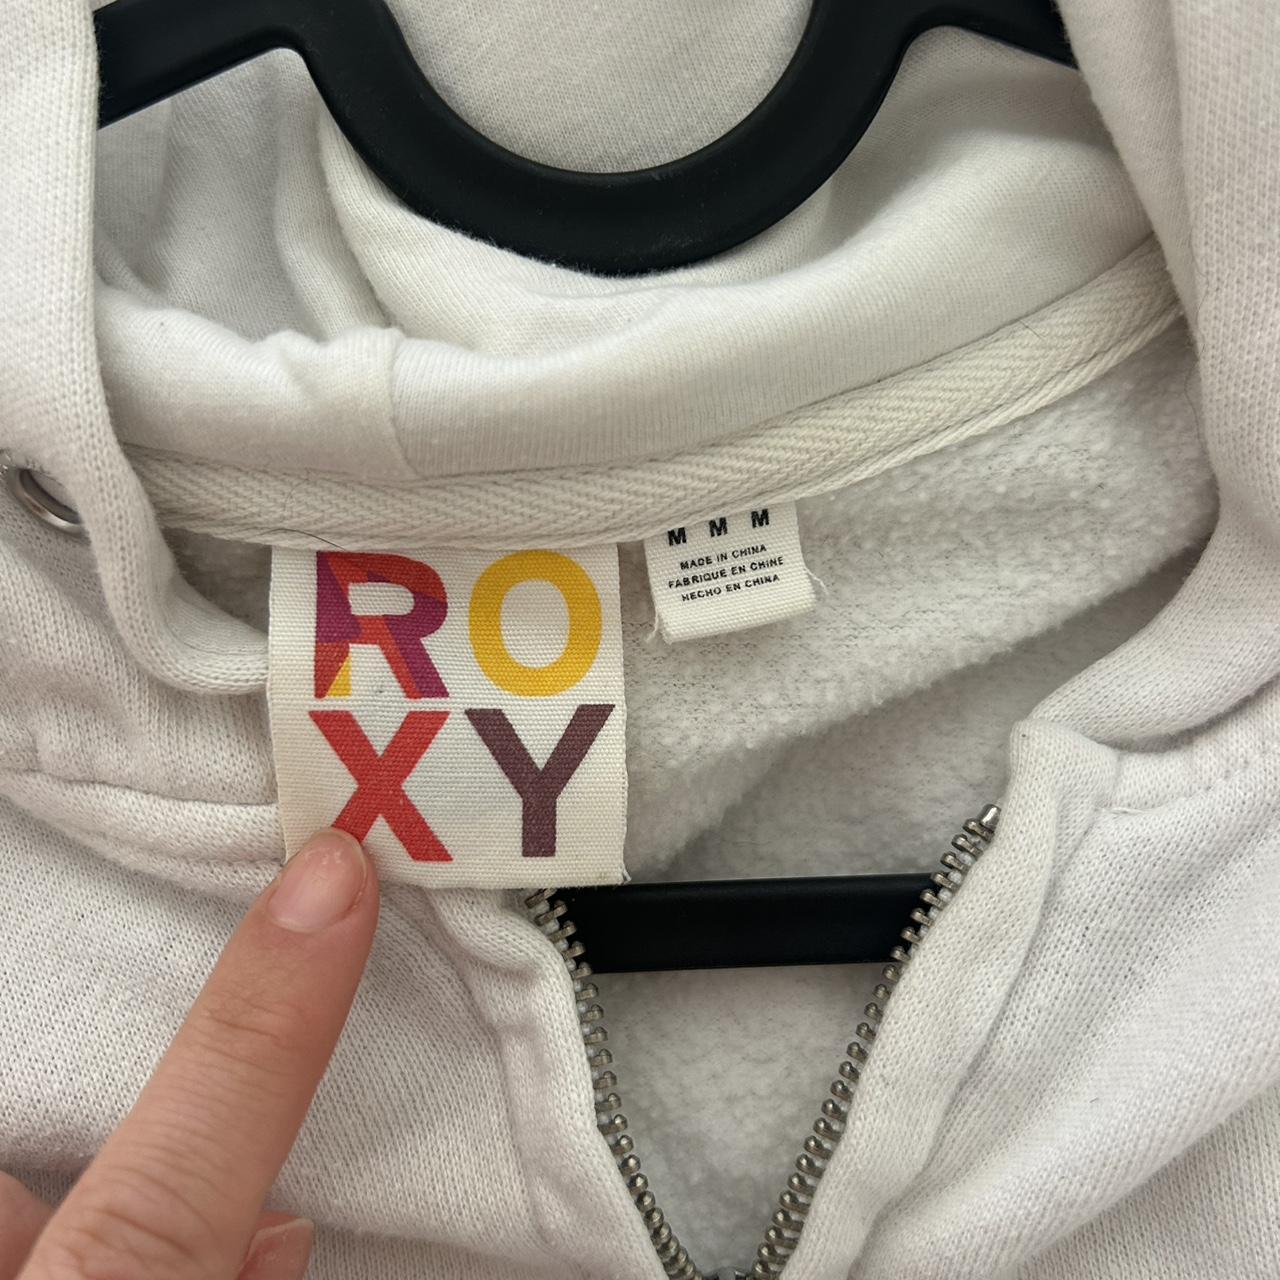 RO
XY
M M M
MADE IN CHINA
FABRIQUE EN CHINE
HECHO EN CHINA